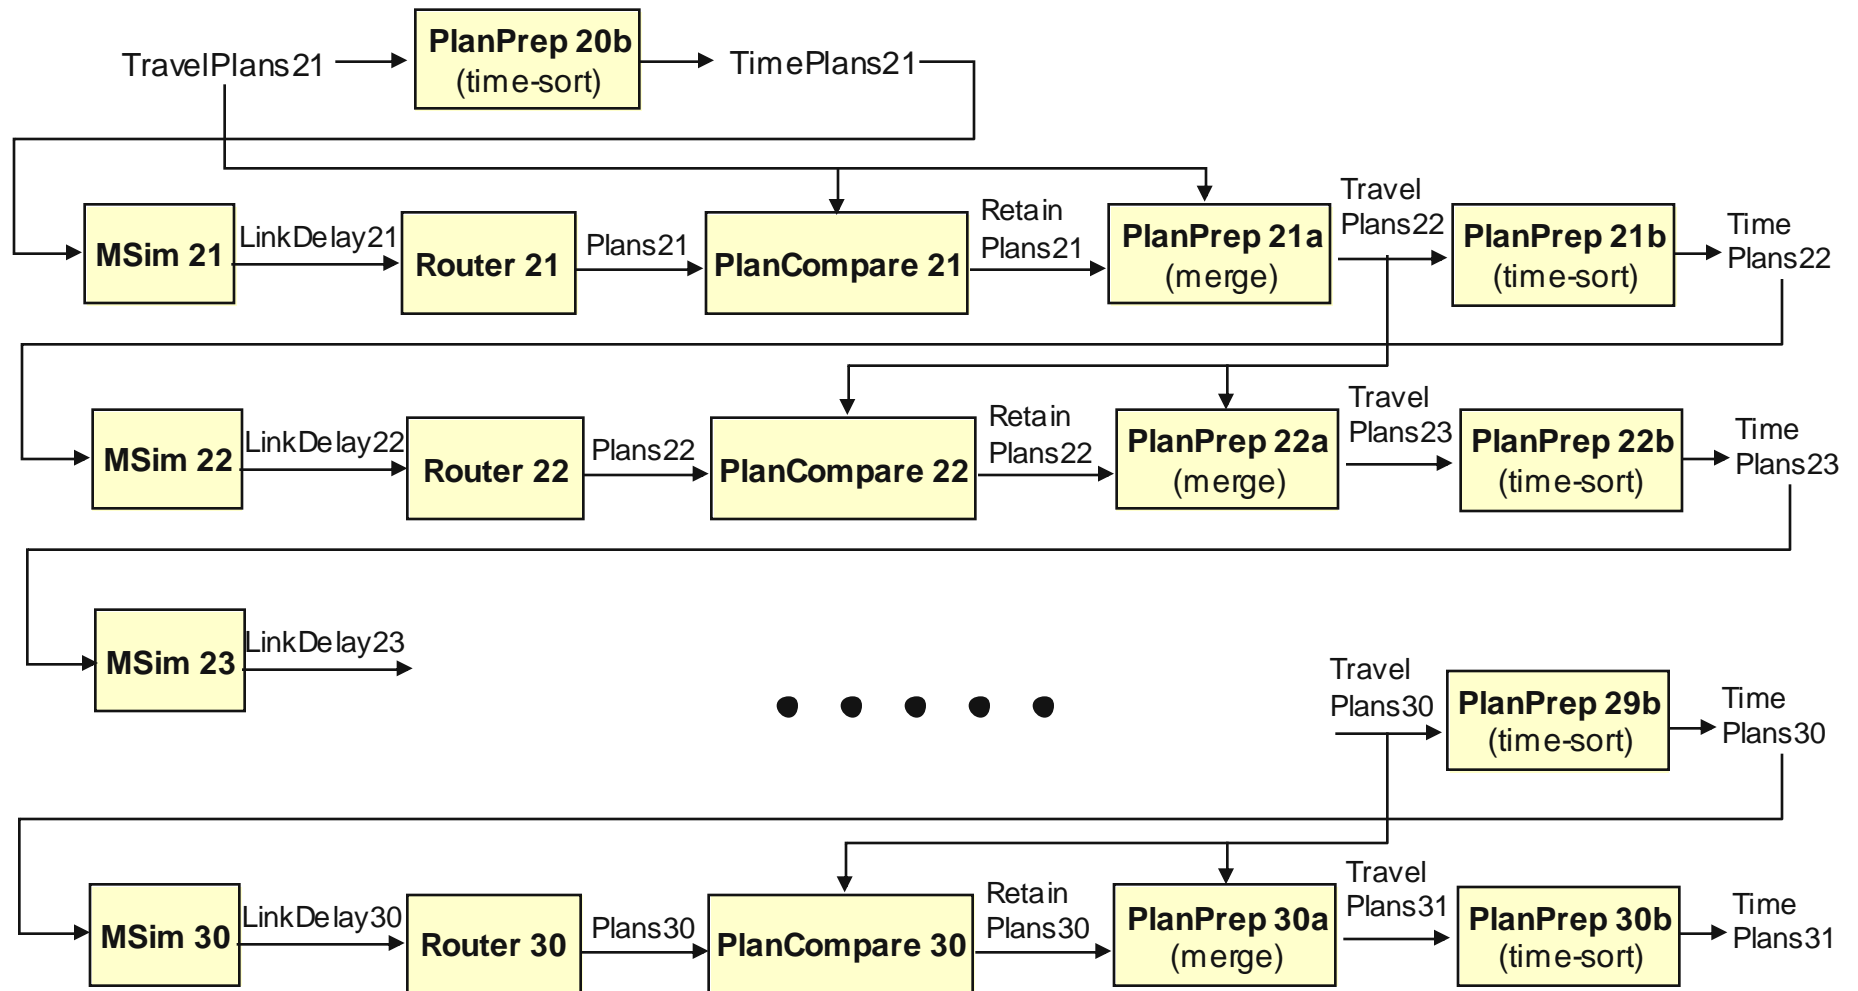 TravelPlans21
PlanPrep 20b
(time-sort)
TimePlans21
MSim 21
LinkDelay21
Router 21
Plans21
PlanCompare 21
Retain
Plans21
PlanPrep 21a
(merge)
Travel
Plans22
PlanPrep 21b
(time-sort)
Time
Plans22
MSim 22
LinkDelay22
Router 22
Plans22
PlanCompare 22
Retain
Plans22
PlanPrep 22a
(merge)
Travel
Plans23
PlanPrep 22b
(time-sort)
Time
Plans23
MSim 23
LinkDelay23
Travel
Plans30
PlanPrep 29b
(time-sort)
Time
Plans30
MSim 30
LinkDelay30
Router 30
Plans30
PlanCompare 30
Retain
Plans30
PlanPrep 30a
(merge)
Travel
Plans31
PlanPrep 30b
(time-sort)
Time
Plans31